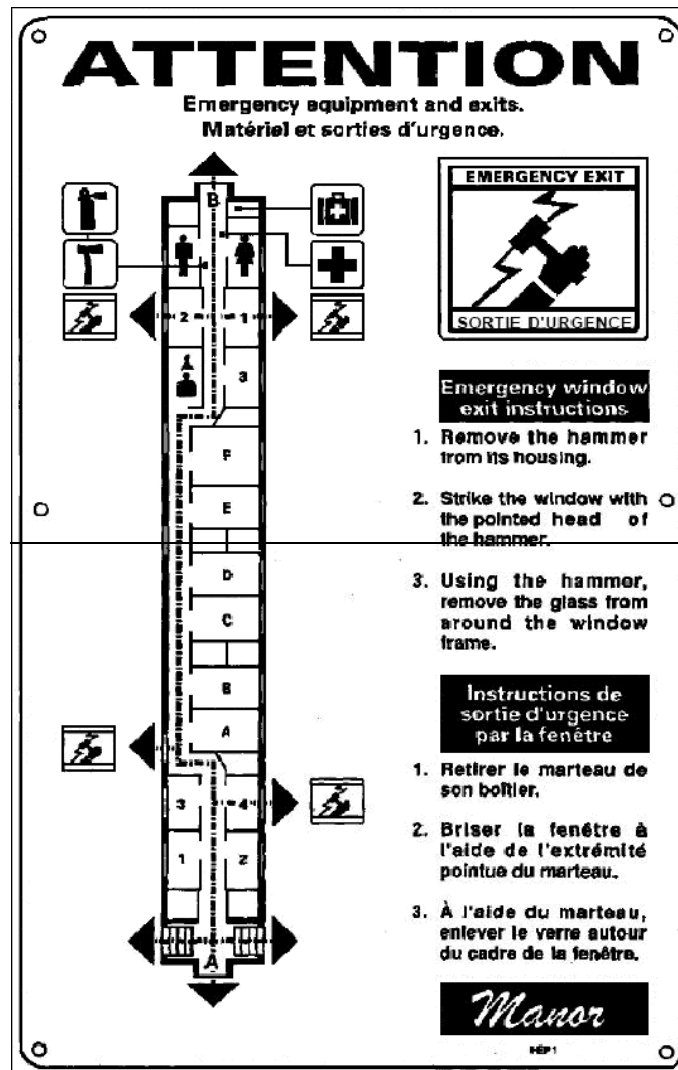 ATTENTION
Emergency equipment and exits.
Matériel et sorties d'urgence.
B
2
1
3
F
E
D
C
B
A
3
4
1
2
A
EMERGENCY EXIT
SORTIE D'URGENCE
Emergency window
exit instructions
1. Remove the hammer
from its housing.
2. Strike the window with
the pointed head of
the hammer.
3. Using the hammer,
remove the glass from
around the window
frame.
Instructions de
sortie d'urgence
par la fenêtre
1. Retirer le marteau de
son boîtier.
2. Briser la fenêtre à
l'aide de l'extrémité
pointue du marteau.
3. À l'aide du marteau,
enlever le verre autour
du cadre de la fenêtre.
Manor